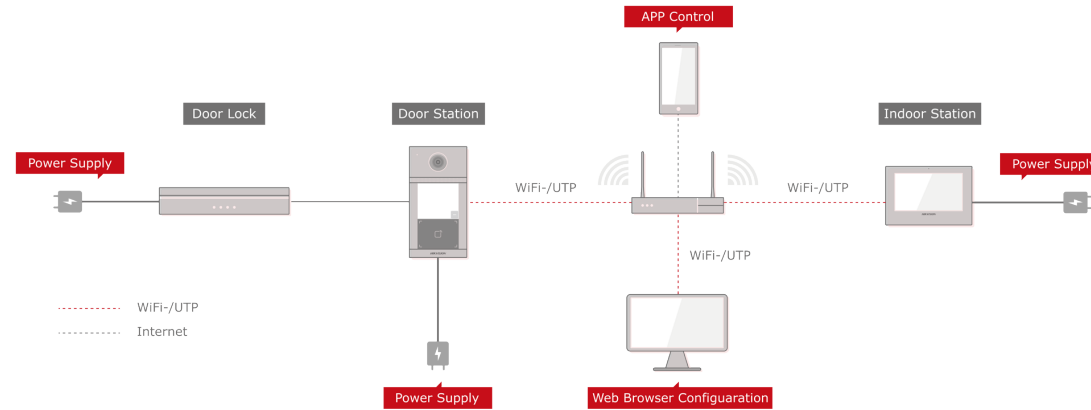 APP Control
Door Lock
Door Station
Indoor Station
Power Supply
Power Supply
WiFi-/UTP
WiFi-/UTP
WiFi-/UTP
WiFi-/UTP
Internet
Power Supply
Web Browser Configuaration